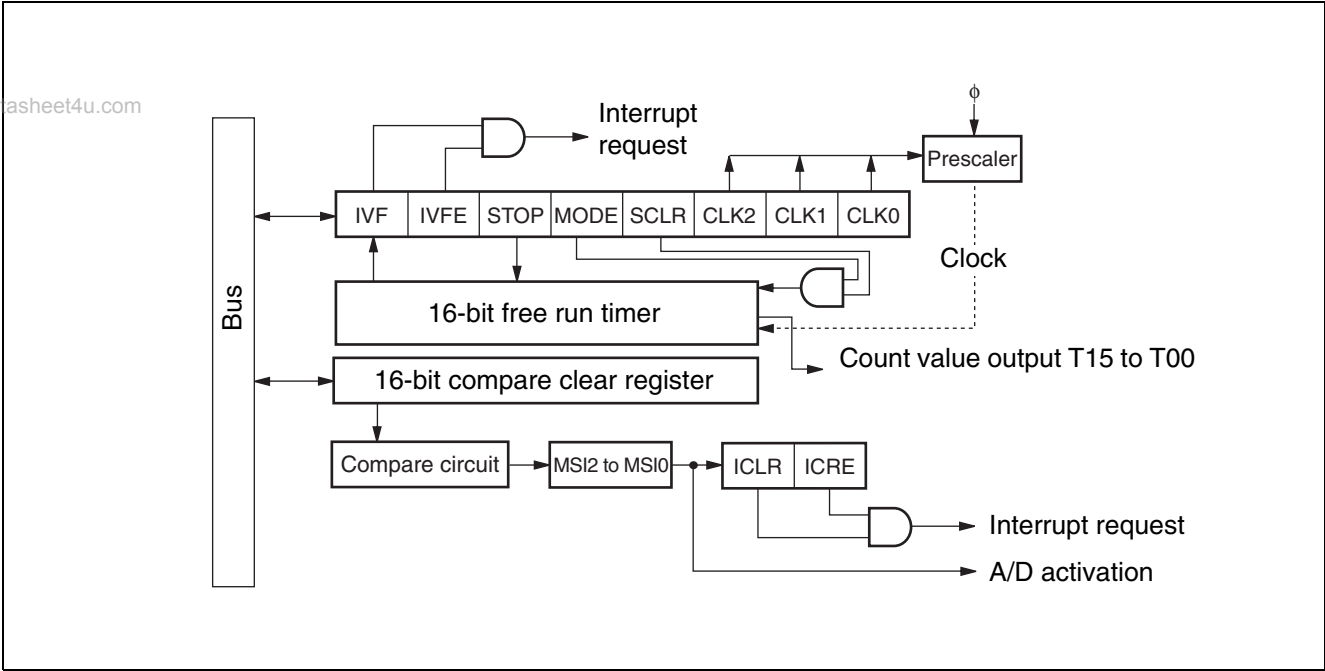 asheet4u.com
ϕ
Interrupt
request
Prescaler
IVF IVFE STOP MODE SCLR CLK2 CLK1 CLK0
Clock
Bus
16-bit free run timer
Count value output T15 to T00
16-bit compare clear register
Compare circuit MSI2 to MSI0 ICLR ICRE
Interrupt request
A/D activation